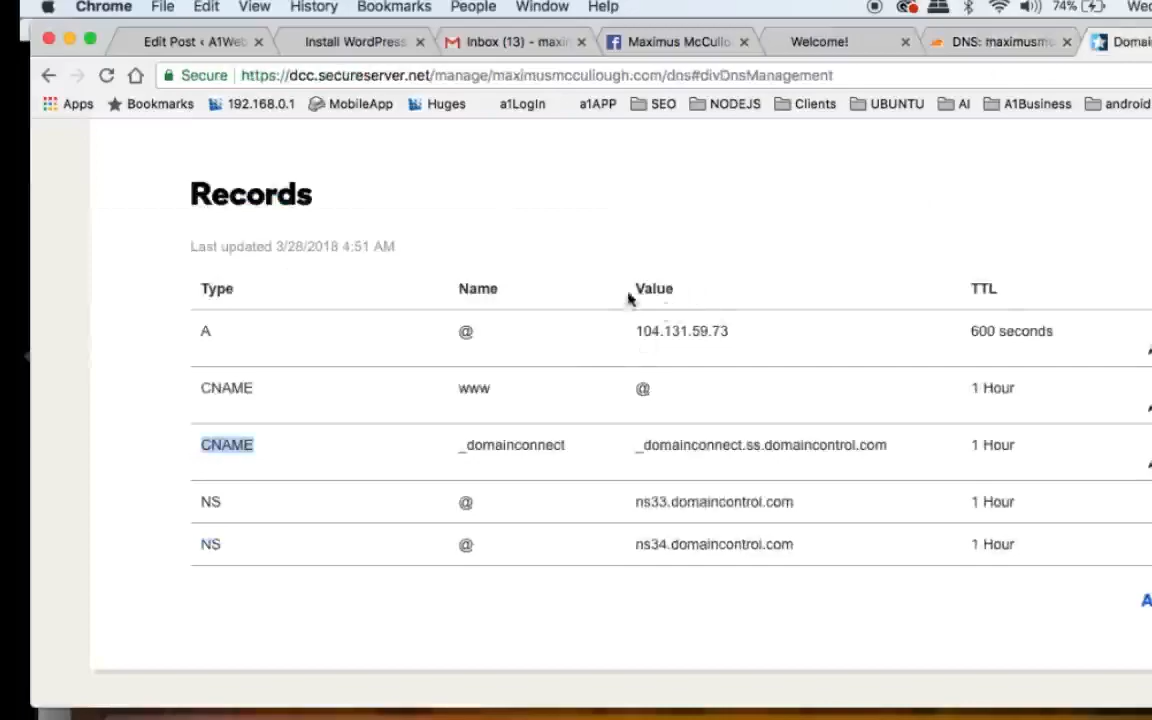 Chrome File Edit View History Bookmarks People Window Help 74% We
Edit Post ‹ A1Web Install WordPress Inbox (13) - maxin Maximus McCullo Welcome! DNS: maximusm Domai
Secure https://dcc.secureserver.net/manage/maximusmccullough.com/dns#divDnsManagement
Apps Bookmarks 192.168.0.1 MobileApp Huges a1LogIn a1APP SEO NODEJS Clients UBUNTU AI A1Business android
Records
Last updated 3/28/2018 4:51 AM
Type Name Value TTL
A @ 104.131.59.73 600 seconds
CNAME www @ 1 Hour
CNAME _domainconnect _domainconnect.ss.domaincontrol.com 1 Hour
NS @ ns33.domaincontrol.com 1 Hour
NS @ ns34.domaincontrol.com 1 Hour
A